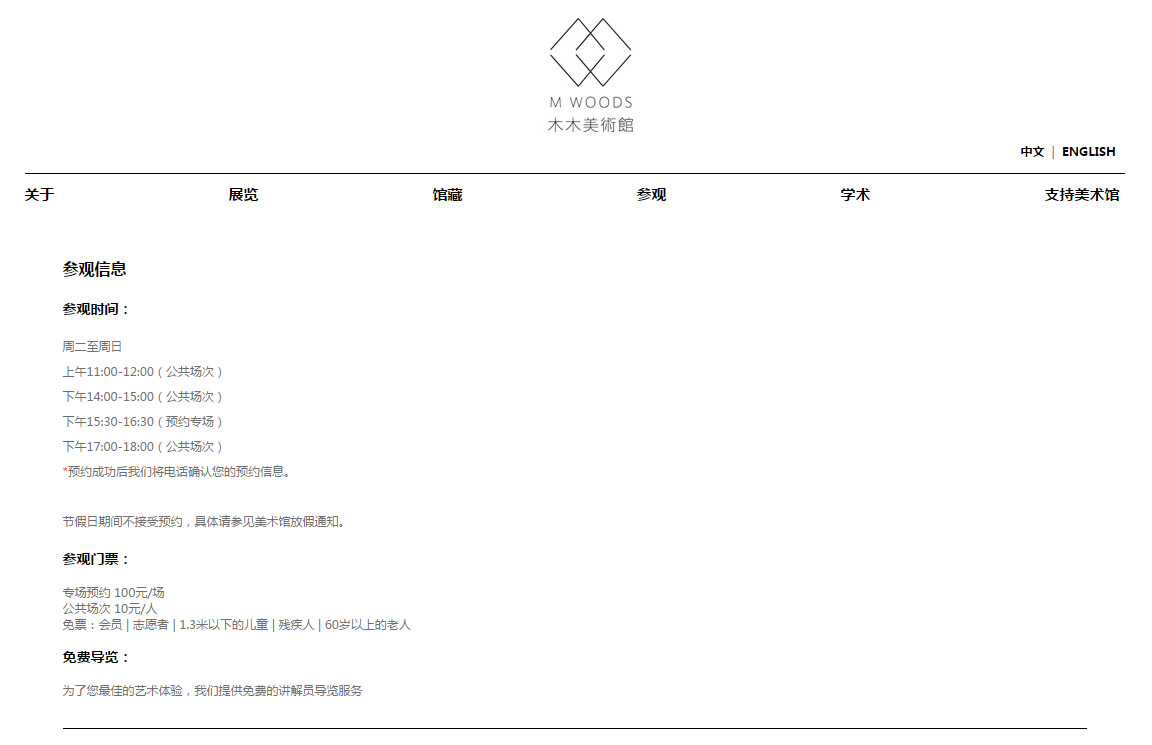 M WOODS
木木美術館
中文 | ENGLISH
关于 展览 馆藏 参观 学术 支持美术馆
参观信息
参观时间：
周二至周日
上午11:00-12:00（公共场次）
下午14:00-15:00（公共场次）
下午15:30-16:30（预约专场）
下午17:00-18:00（公共场次）
*预约成功后我们将电话确认您的预约信息。
节假日期间不接受预约，具体请参见美术馆放假通知。
参观门票：
专场预约 100元/场
公共场次 10元/人
免票：会员 | 志愿者 | 1.3米以下的儿童 | 残疾人 | 60岁以上的老人
免费导览：
为了您最佳的艺术体验，我们提供免费的讲解员导览服务